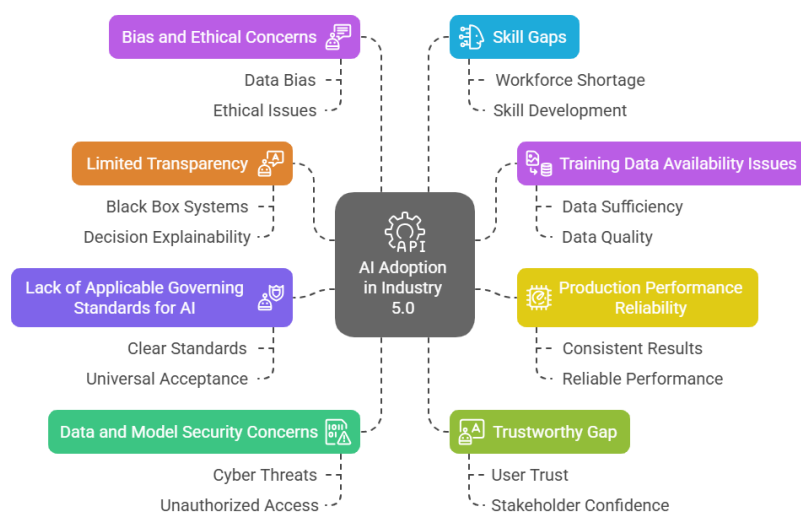 Bias and Ethical Concerns
Data Bias
Ethical Issues
Skill Gaps
Workforce Shortage
Skill Development
Limited Transparency
Black Box Systems
Decision Explainability
Training Data Availability Issues
Data Sufficiency
Data Quality
API
AI Adoption
in Industry
5.0
Lack of Applicable Governing
Standards for AI
Clear Standards
Universal Acceptance
Production Performance
Reliability
Consistent Results
Reliable Performance
Data and Model Security Concerns
Cyber Threats
Unauthorized Access
Trustworthy Gap
User Trust
Stakeholder Confidence